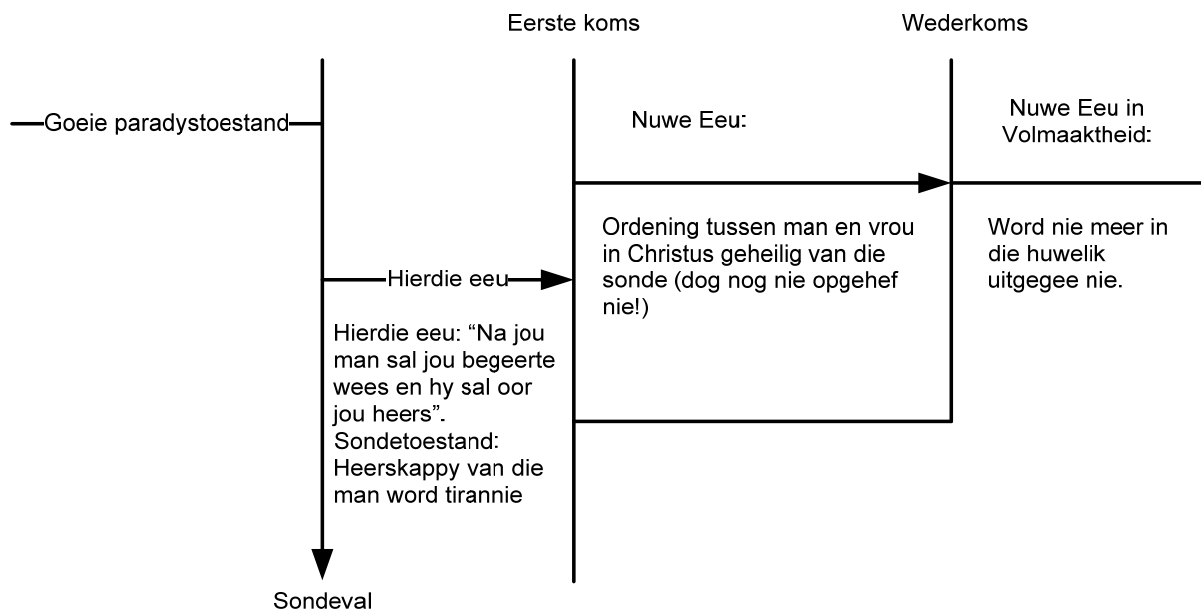 Eerste koms
Wederkoms
Goeie paradystoestand
Nuwe Eeu:
Nuwe Eeu in
Volmaaktheid:
Ordening tussen man en vrou
in Christus geheilig van die
sonde (dog nog nie opgehef
nie!)
Word nie meer in
die huwelik
uitgegee nie.
Hierdie eeu
Hierdie eeu: “Na jou
man sal jou begeerte
wees en hy sal oor
jou heers”.
Sondetoestand:
Heerskappy van die
man word tirannie
Sondeval